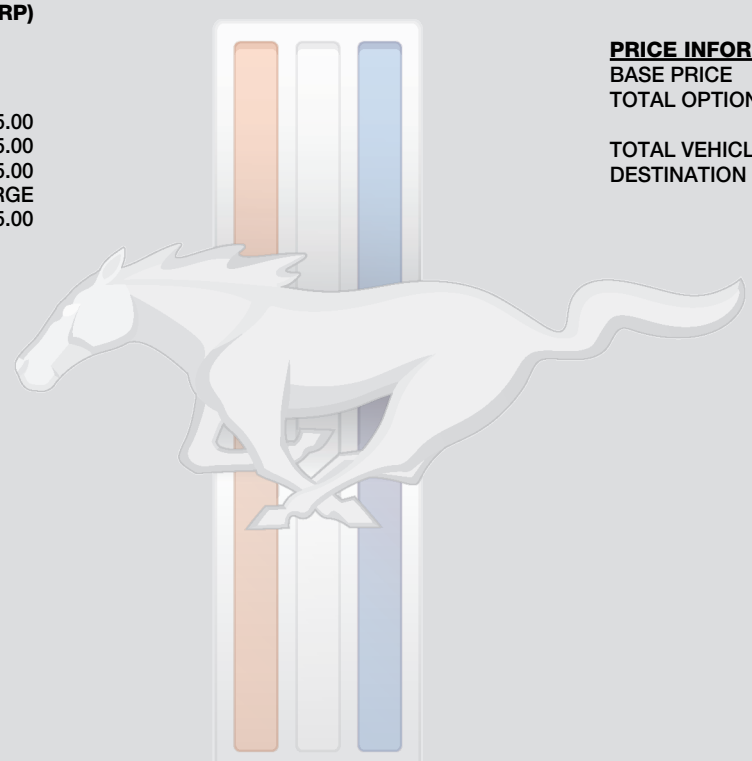 RP)
5.00
5.00
5.00
RGE
5.00
PRICE INFOR
BASE PRICE
TOTAL OPTION
TOTAL VEHICL
DESTINATION